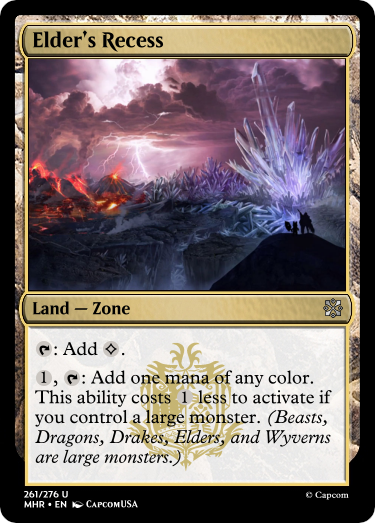 Elder's Recess
Land — Zone
: Add .
1, : Add one mana of any color.
This ability costs 1 less to activate if
you control a large monster. (Beasts,
Dragons, Drakes, Elders, and Wyverns
are large monsters.)
261/276 U
MHR • EN CapcomUSA
© Capcom